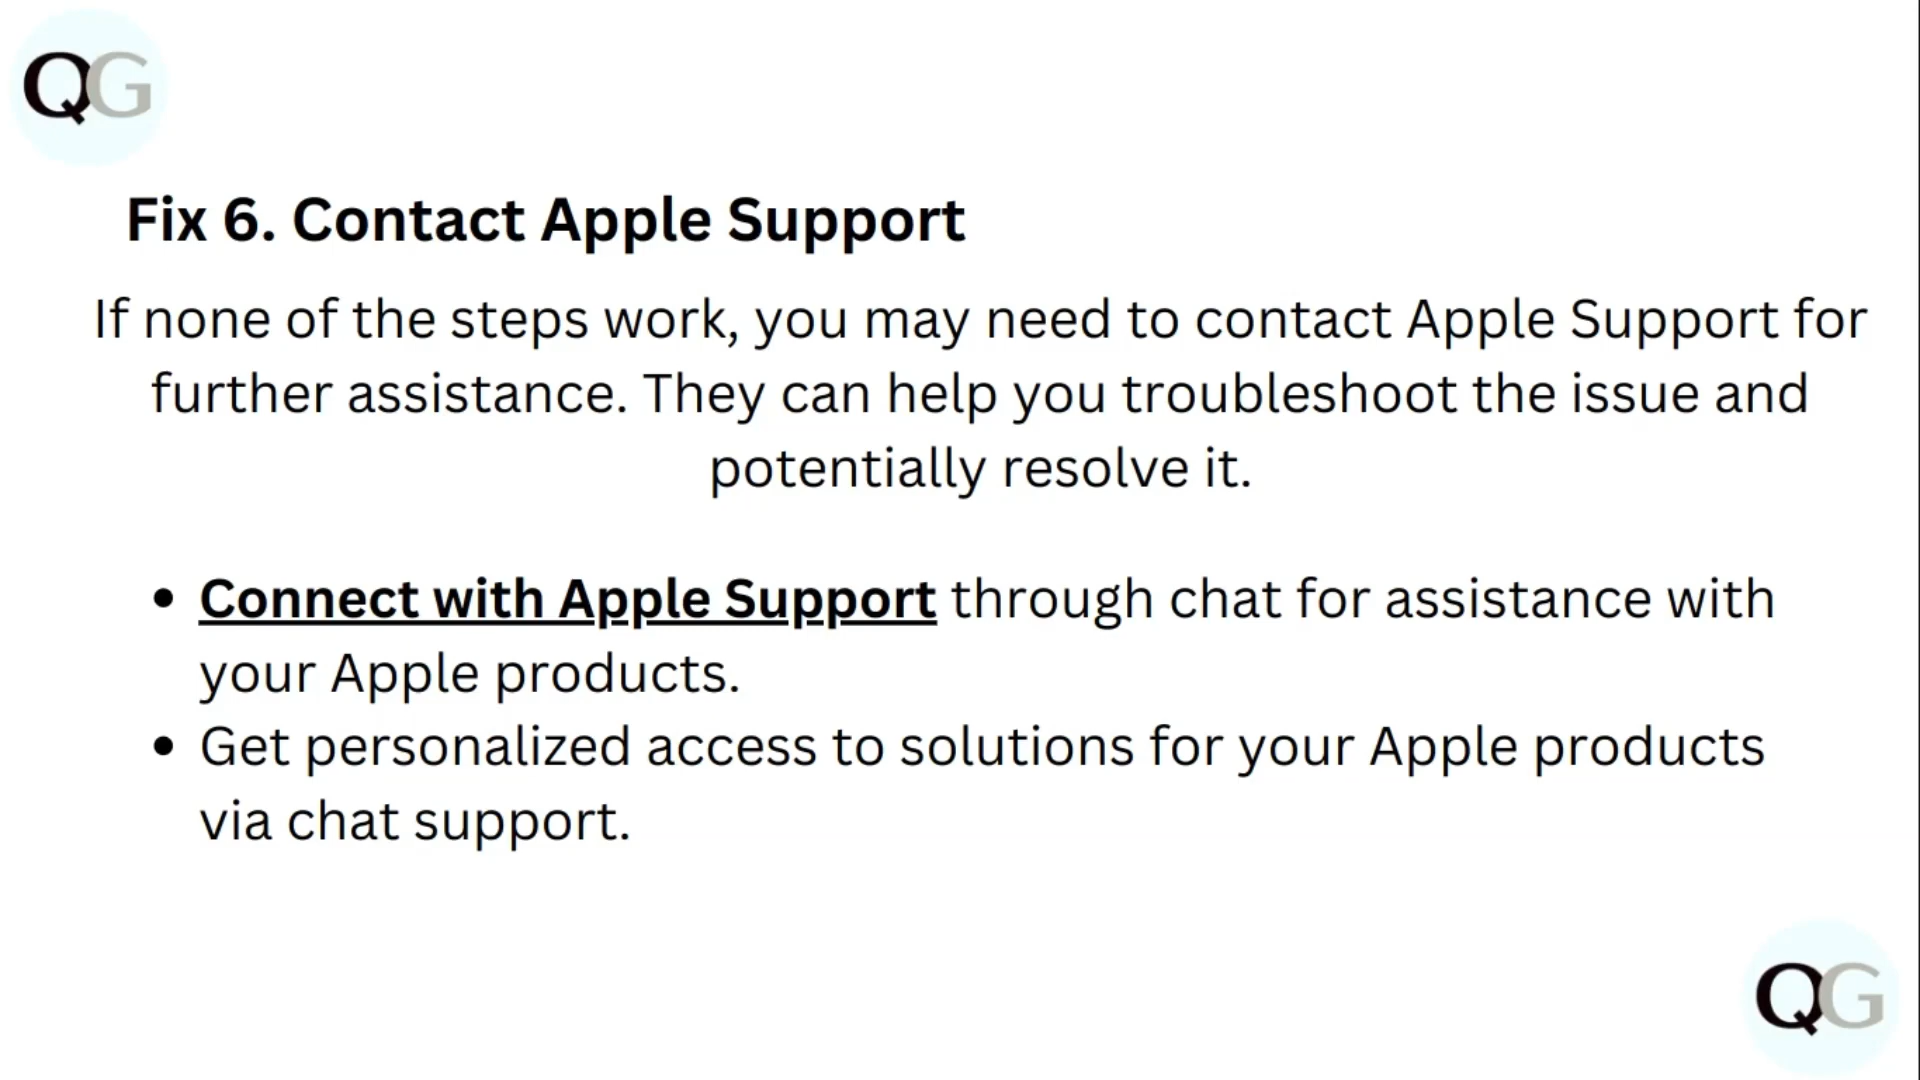 QG
Fix 6. Contact Apple Support
If none of the steps work, you may need to contact Apple Support for
further assistance. They can help you troubleshoot the issue and
potentially resolve it.
• Connect with Apple Support through chat for assistance with
your Apple products.
• Get personalized access to solutions for your Apple products
via chat support.
QG